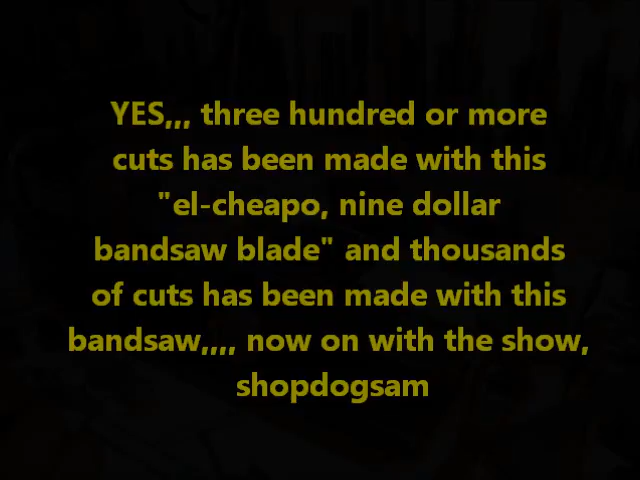 YES,,, three hundred or more
cuts has been made with this
"el-cheapo, nine dollar
bandsaw blade" and thousands
of cuts has been made with this
bandsaw,,,, now on with the show,
shopdogsam